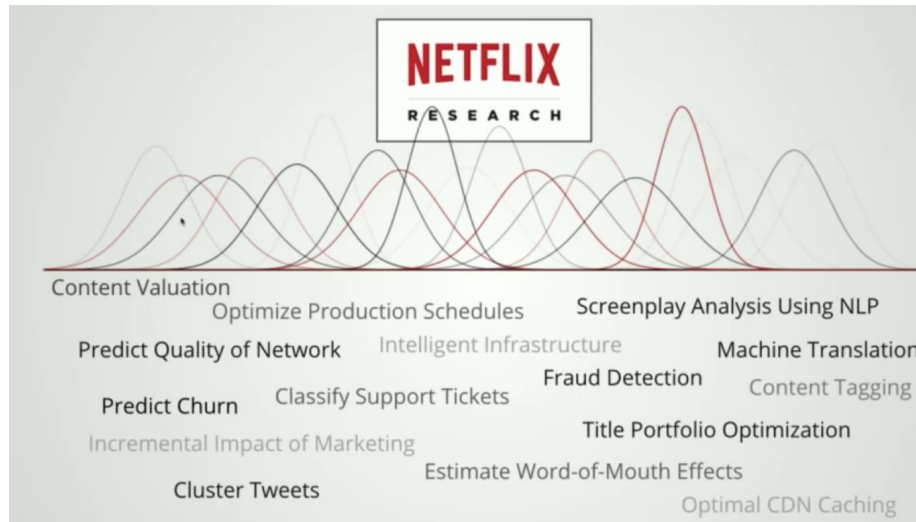 NETFLIX
RESEARCH
Content Valuation
Optimize Production Schedules
Screenplay Analysis Using NLP
Predict Quality of Network
Intelligent Infrastructure
Machine Translation
Fraud Detection
Content Tagging
Classify Support Tickets
Predict Churn
Title Portfolio Optimization
Incremental Impact of Marketing
Estimate Word-of-Mouth Effects
Cluster Tweets
Optimal CDN Caching